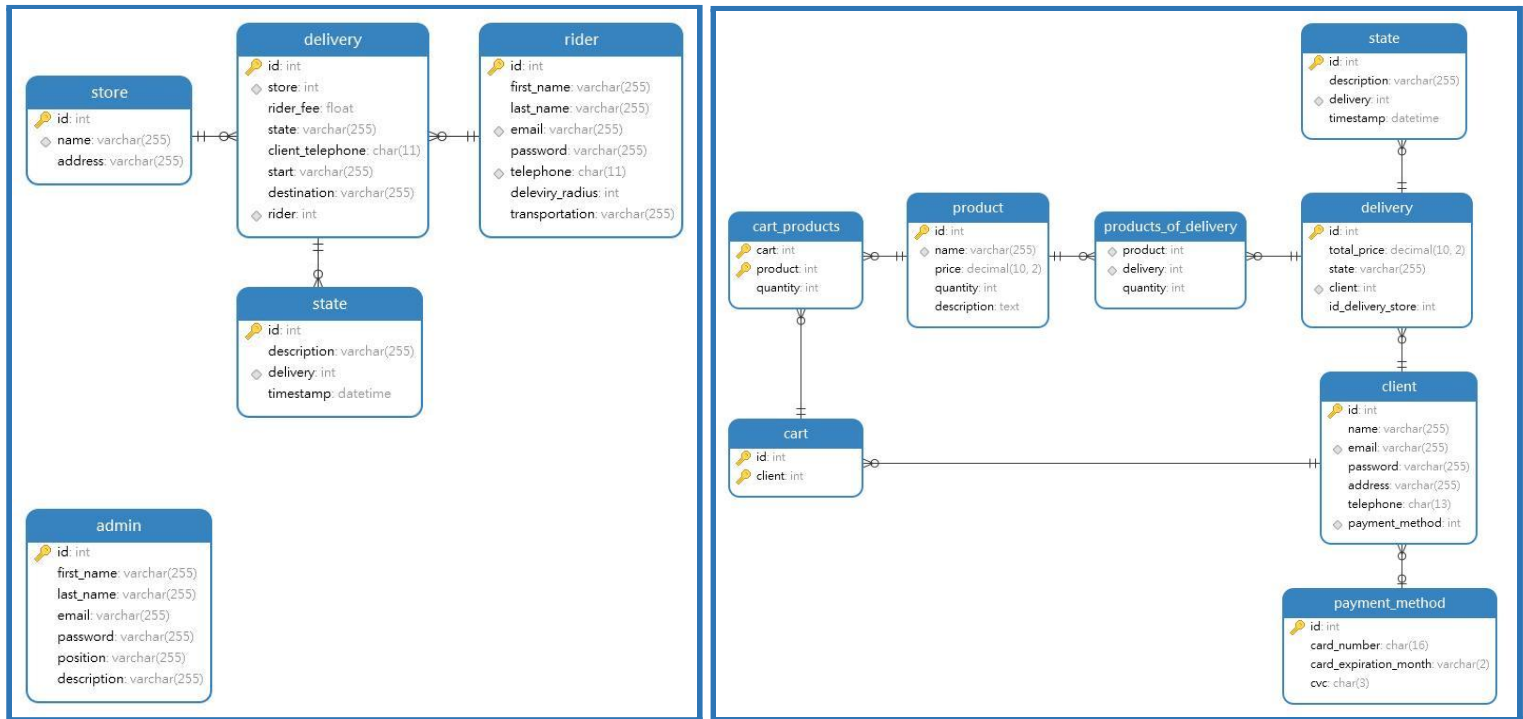 store
id: int
name: varchar(255)
address: varchar(255)
delivery
id: int
store: int
rider_fee: float
state: varchar(255)
client_telephone: char(11)
start: varchar(255)
destination: varchar(255)
rider: int
rider
id: int
first_name: varchar(255)
last_name: varchar(255)
email: varchar(255)
password: varchar(255)
telephone: char(11)
deleviry_radius: int
transportation: varchar(255)
state
id: int
description: varchar(255)
delivery: int
timestamp: datetime
admin
id: int
first_name: varchar(255)
last_name: varchar(255)
email: varchar(255)
password: varchar(255)
position: varchar(255)
description: varchar(255)
state
id: int
description: varchar(255)
delivery: int
timestamp: datetime
cart_products
cart: int
product: int
quantity: int
product
id: int
name: varchar(255)
price: decimal(10, 2)
quantity: int
description: text
products_of_delivery
product: int
delivery: int
quantity: int
delivery
id: int
total_price: decimal(10, 2)
state: varchar(255)
client: int
id_delivery_store: int
cart
id: int
client: int
client
id: int
name: varchar(255)
email: varchar(255)
password: varchar(255)
address: varchar(255)
telephone: char(13)
payment_method: int
payment_method
id: int
card_number: char(16)
card_expiration_month: varchar(2)
cvc: char(3)